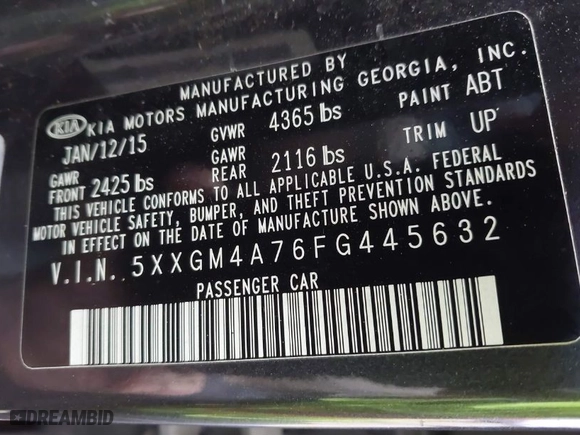 MANUFACTURED BY
KIA KIA MOTORS MANUFACTURING GEORGIA, INC.
JAN/12/15 GVWR 4365 lbs PAINT ABT
GAWR FRONT 2425 lbs GAWR REAR 2116 lbs TRIM UP
THIS VEHICLE CONFORMS TO ALL APPLICABLE U.S.A. FEDERAL
MOTOR VEHICLE SAFETY, BUMPER, AND THEFT PREVENTION STANDARDS
IN EFFECT ON THE DATE OF MANUFACTURE SHOWN ABOVE.
V.I.N. 5XXGM4A76FG445632
PASSENGER CAR
DREAMBID